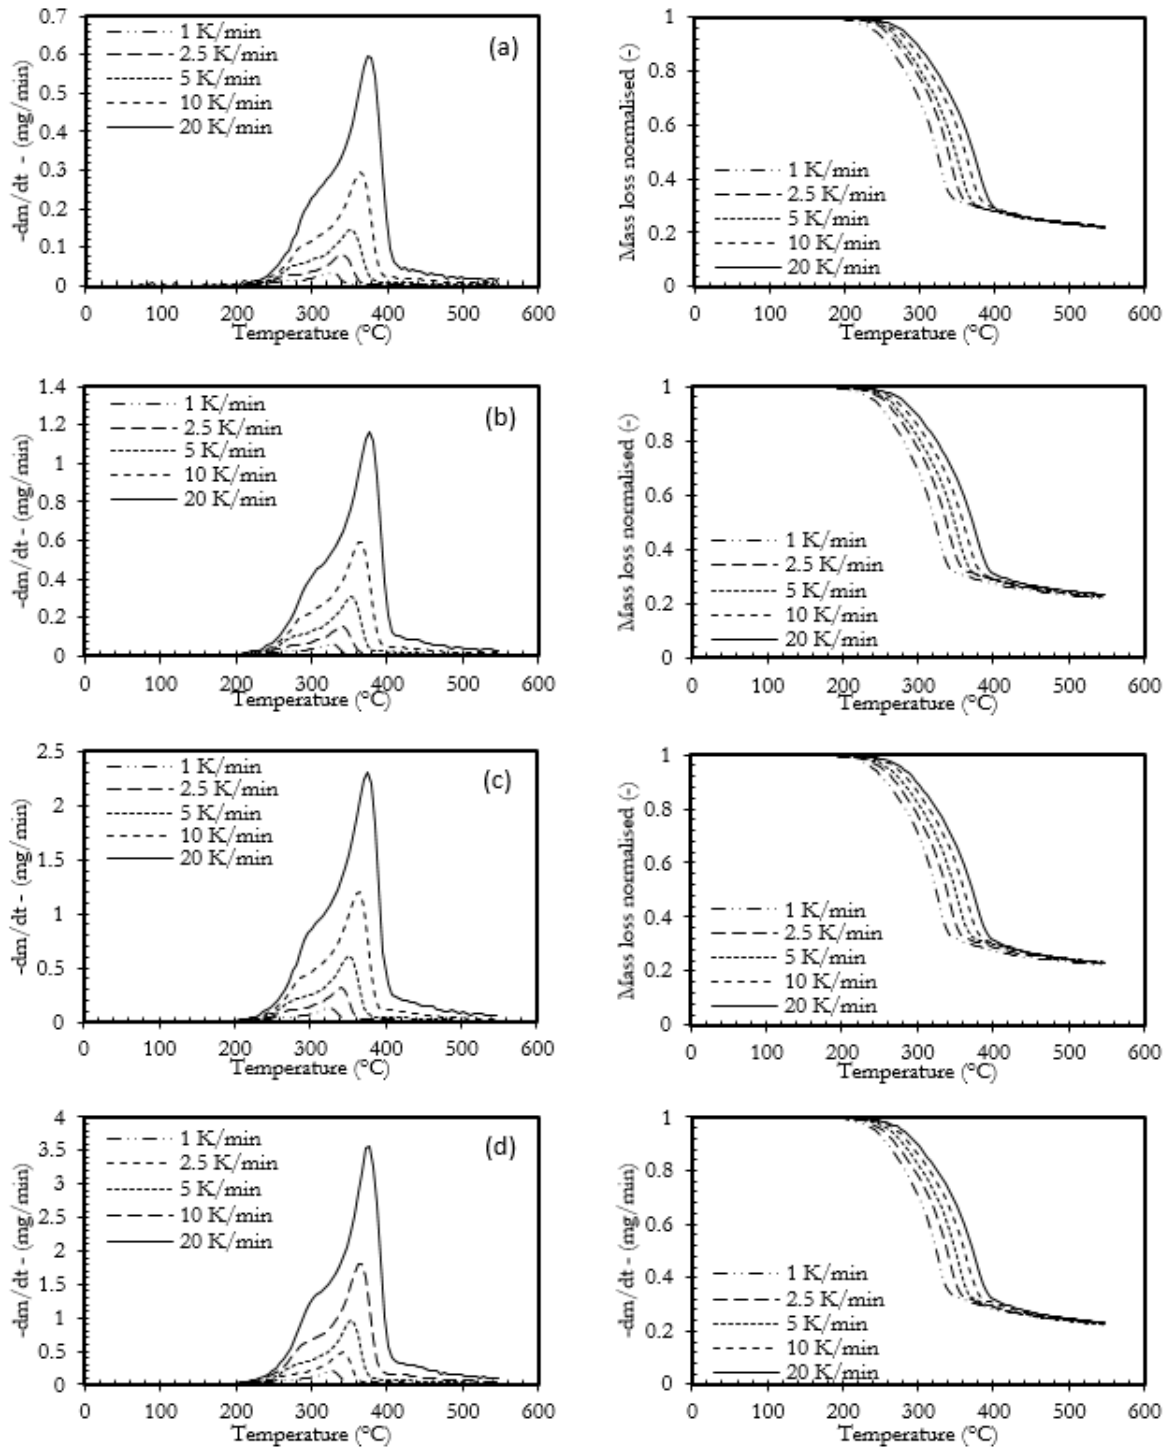 0.7
0.6
0.5
0.4
0.3
0.2
0.1
0
-dm/dt - (mg/min)
1 K/min
2.5 K/min
5 K/min
10 K/min
20 K/min
(a)
0 100 200 300 400 500 600
Temperature (°C)
1
0.8
0.6
0.4
0.2
0
Mass loss normalised (-)
1 K/min
2.5 K/min
5 K/min
10 K/min
20 K/min
0 100 200 300 400 500 600
Temperature (°C)
1.4
1.2
1
0.8
0.6
0.4
0.2
0
-dm/dt - (mg/min)
1 K/min
2.5 K/min
5 K/min
10 K/min
20 K/min
(b)
0 100 200 300 400 500 600
Temperature (°C)
1
0.8
0.6
0.4
0.2
0
Mass loss normalised (-)
1 K/min
2.5 K/min
5 K/min
10 K/min
20 K/min
0 100 200 300 400 500 600
Temperature (°C)
2.5
2
1.5
1
0.5
0
-dm/dt - (mg/min)
1 K/min
2.5 K/min
5 K/min
10 K/min
20 K/min
(c)
0 100 200 300 400 500 600
Temperature (°C)
1
0.8
0.6
0.4
0.2
0
Mass loss normalised (-)
1 K/min
2.5 K/min
5 K/min
10 K/min
20 K/min
0 100 200 300 400 500 600
Temperature (°C)
4
3.5
3
2.5
2
1.5
1
0.5
0
-dm/dt - (mg/min)
1 K/min
2.5 K/min
5 K/min
10 K/min
20 K/min
(d)
0 100 200 300 400 500 600
Temperature (°C)
1
0.8
0.6
0.4
0.2
0
-dm/dt - (mg/min)
1 K/min
2.5 K/min
5 K/min
10 K/min
20 K/min
0 100 200 300 400 500 600
Temperature (°C)